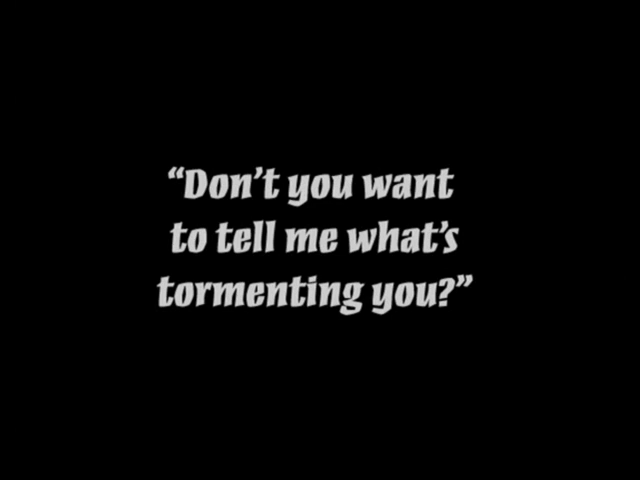 “Don’t you want
to tell me what’s
tormenting you?”